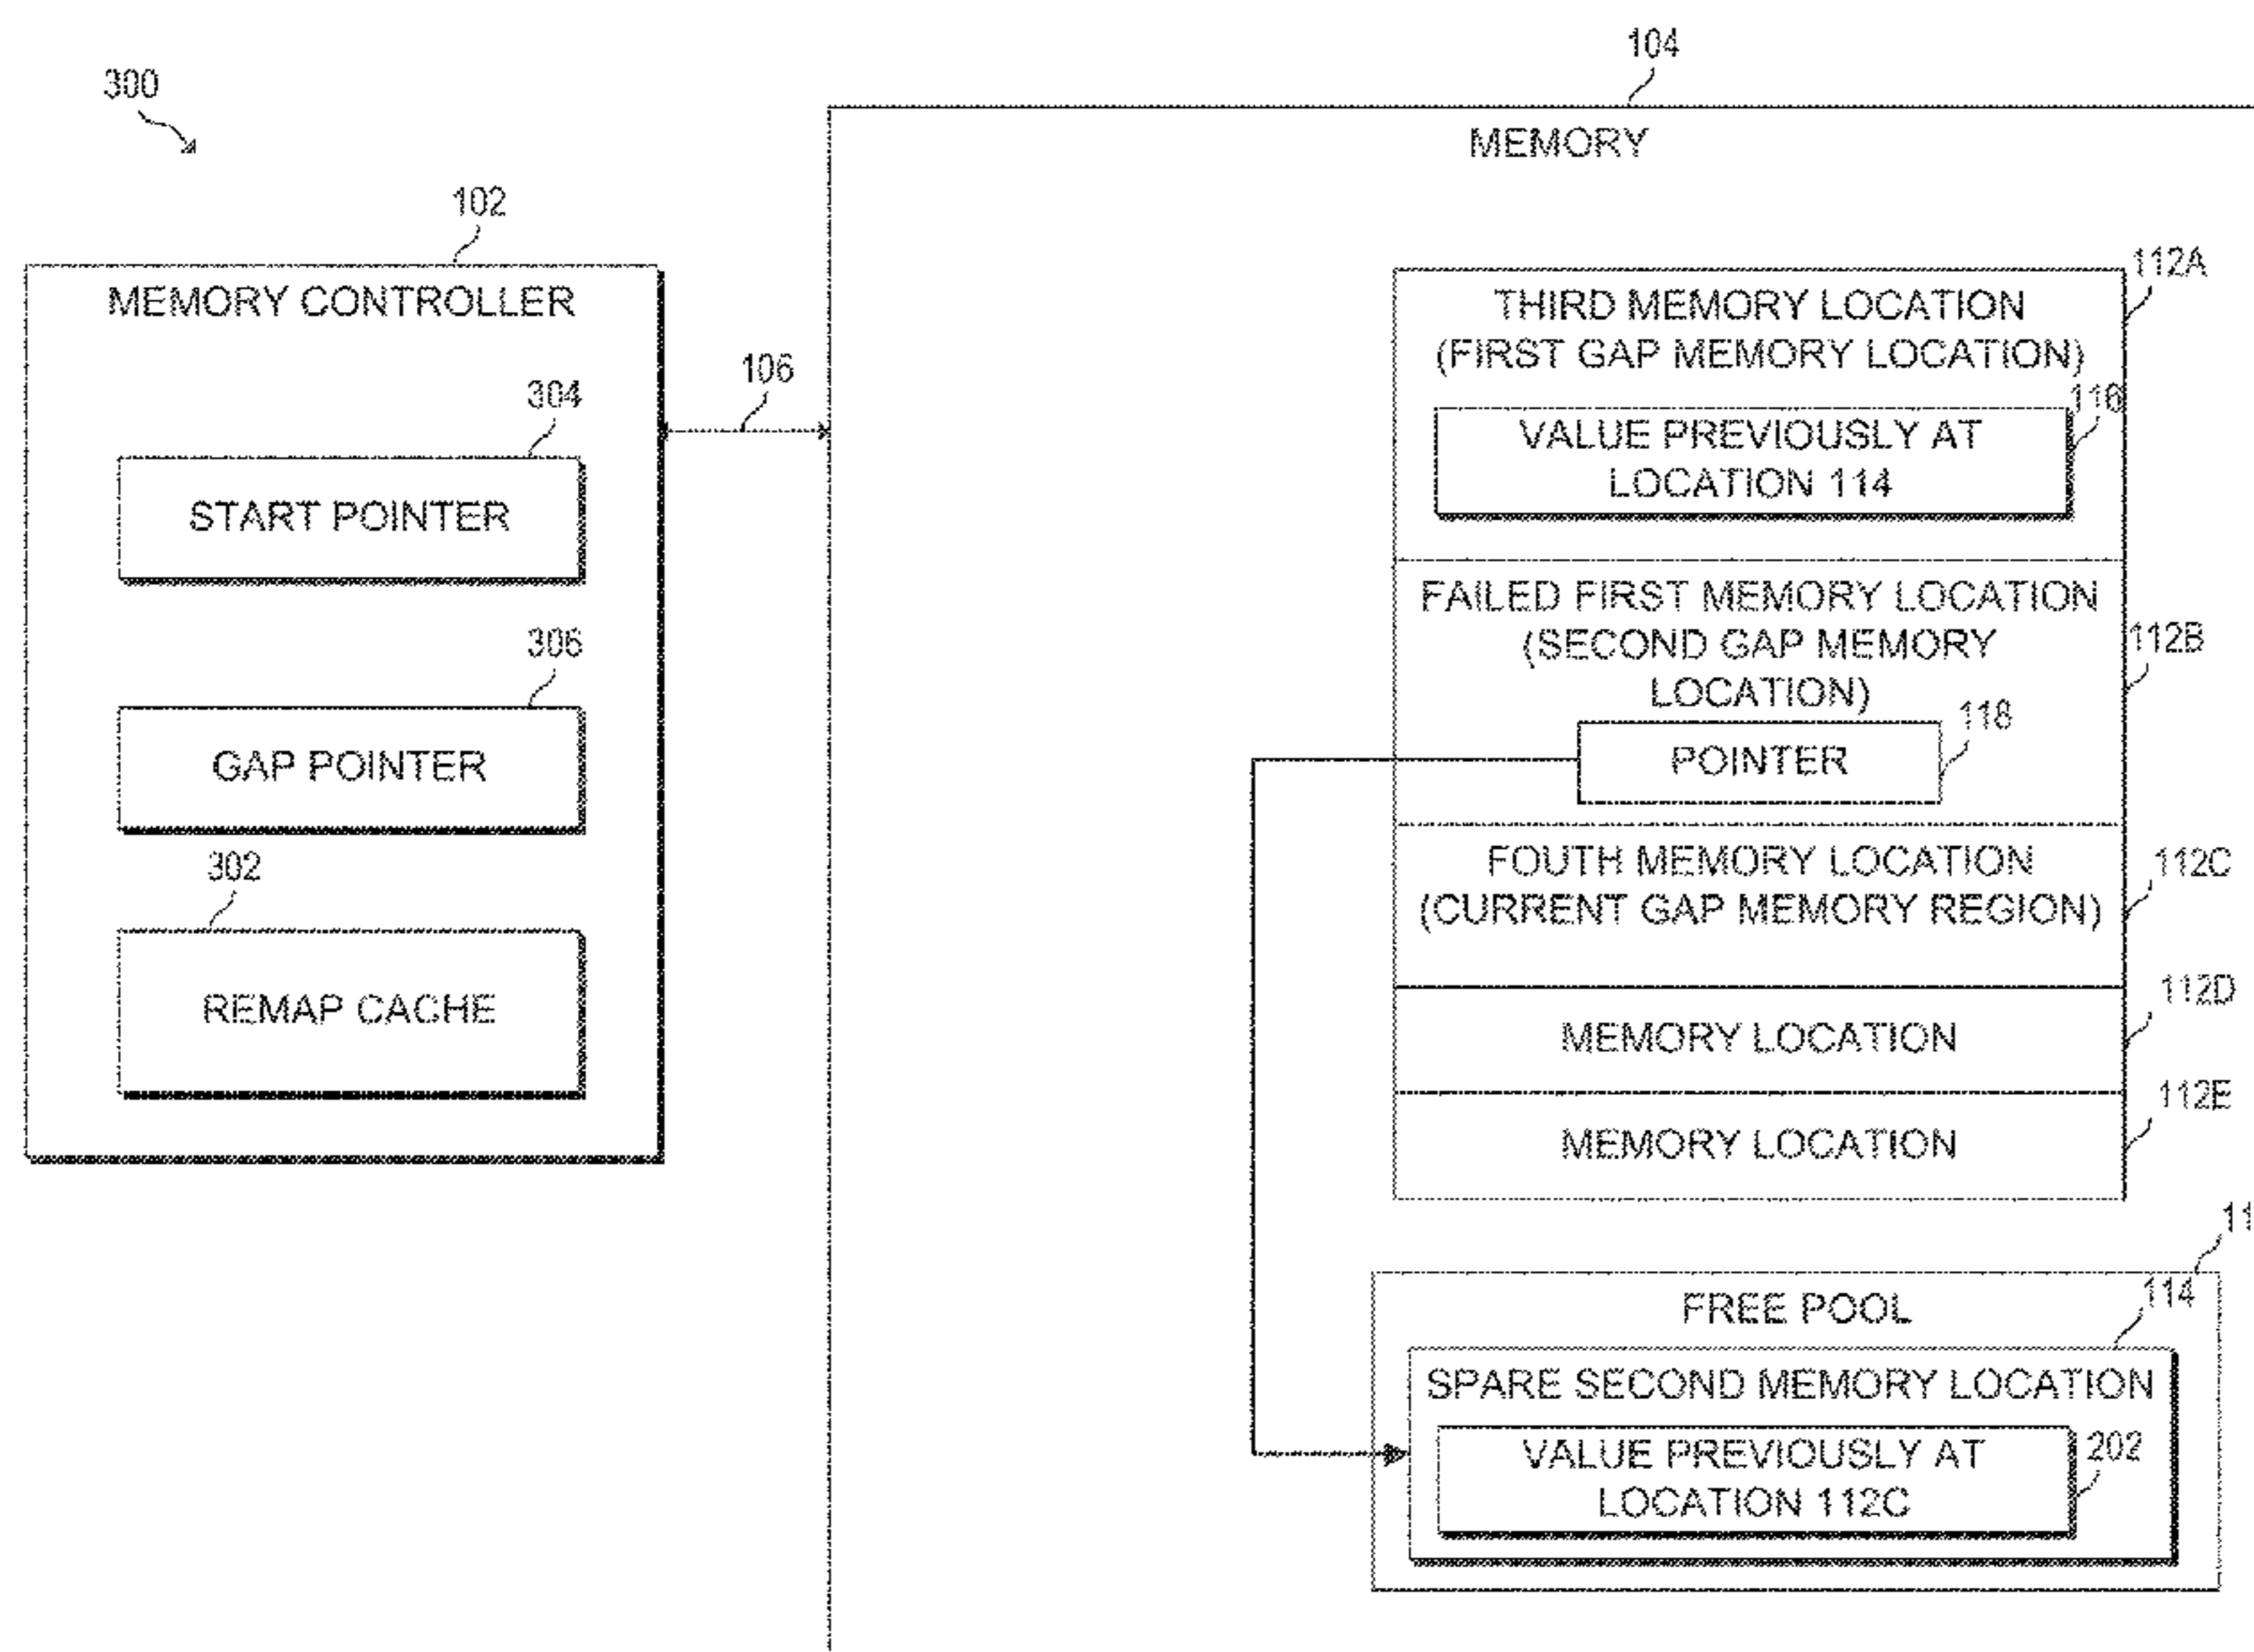 104
300
MEMORY
102
112A
MEMORY CONTROLLER
THIRD MEMORY LOCATION
(FIRST GAP MEMORY LOCATION)
106
304
116
VALUE PREVIOUSLY AT
LOCATION 114
START POINTER
FAILED FIRST MEMORY LOCATION
(SECOND GAP MEMORY
LOCATION)
112B
306
118
POINTER
GAP POINTER
302
FOUTH MEMORY LOCATION
(CURRENT GAP MEMORY REGION)
112C
REMAP CACHE
112D
MEMORY LOCATION
112E
MEMORY LOCATION
11
FREE POOL
114
SPARE SECOND MEMORY LOCATION
VALUE PREVIOUSLY AT
LOCATION 112C
202